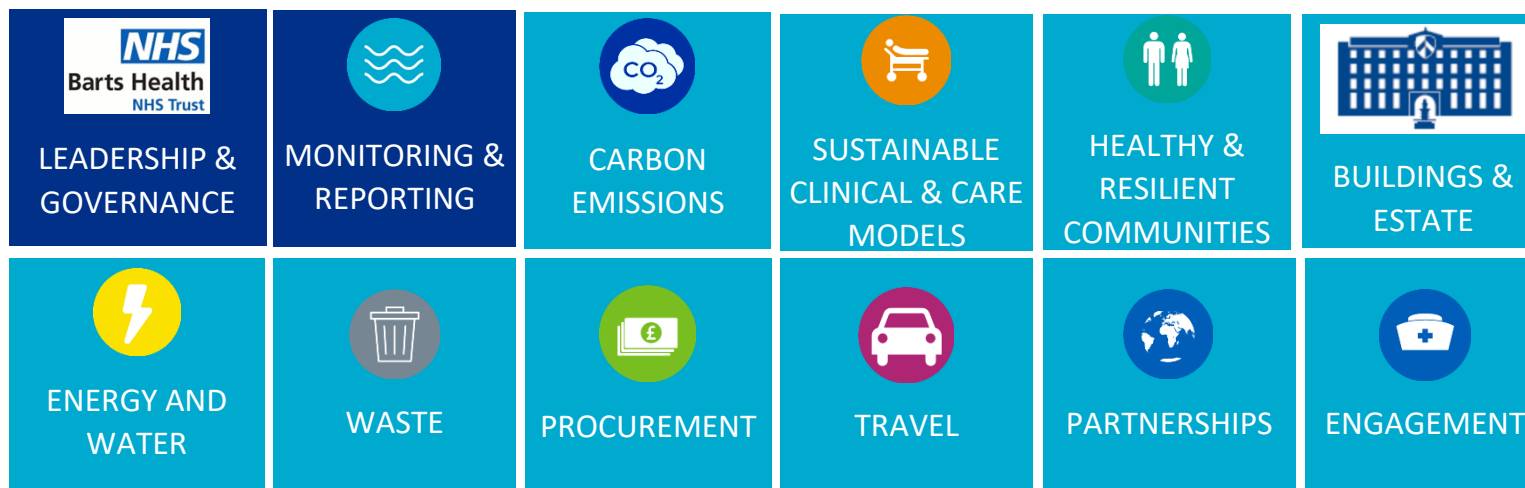 NHS
Barts Health
NHS Trust
LEADERSHIP &
GOVERNANCE
MONITORING &
REPORTING
CO2
CARBON
EMISSIONS
SUSTAINABLE
CLINICAL & CARE
MODELS
HEALTHY &
RESILIENT
COMMUNITIES
BUILDINGS &
ESTATE
ENERGY AND
WATER
WASTE
£
PROCUREMENT
TRAVEL
PARTNERSHIPS
ENGAGEMENT